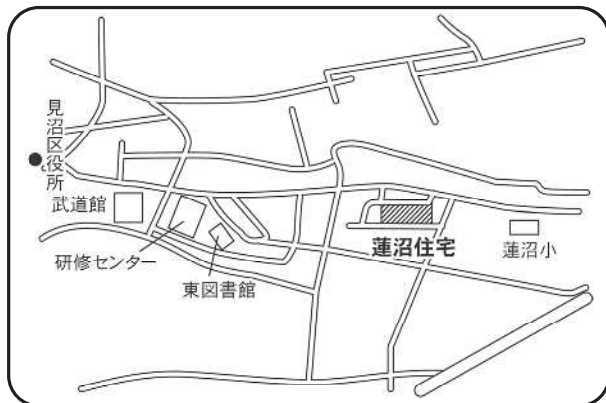 見沼区役所
武道館
研修センター
東図書館
蓮沼住宅
蓮沼小